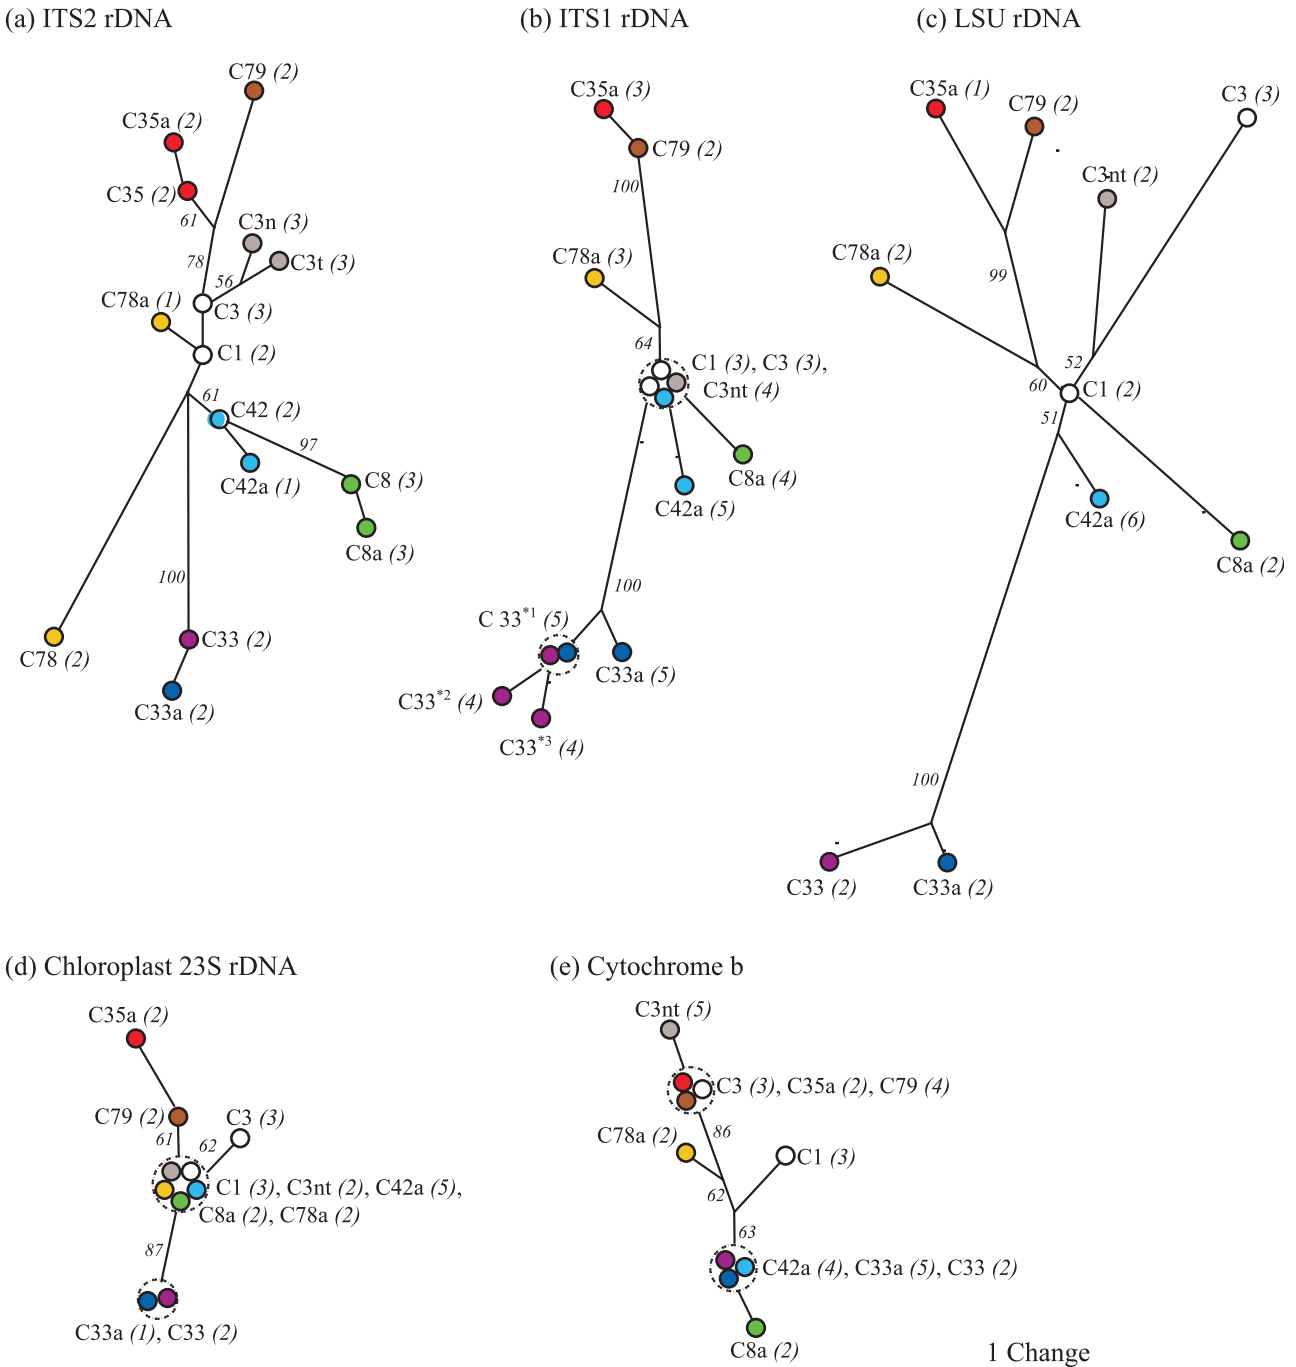 (a) ITS2 rDNA
C79 (2)
C35a (2)
C35 (2)
61
C3n (3)
78
C3t (3)
56
C78a (1)
C3 (3)
C1 (2)
61
C42 (2)
97
C42a (1)
C8 (3)
C8a (3)
100
C33 (2)
C78 (2)
C33a (2)
(b) ITS1 rDNA
C35a (3)
C79 (2)
100
C78a (3)
64
C1 (3), C3 (3),
C3nt (4)
C8a (4)
C42a (5)
100
C 33*1 (5)
C33a (5)
C33*2 (4)
C33*3 (4)
(c) LSU rDNA
C35a (1)
C79 (2)
C3 (3)
C3nt (2)
C78a (2)
99
52
60
C1 (2)
51
C42a (6)
C8a (2)
100
C33 (2)
C33a (2)
(d) Chloroplast 23S rDNA
C35a (2)
C79 (2)
C3 (3)
61
62
C1 (3), C3nt (2), C42a (5),
C8a (2), C78a (2)
87
C33a (1), C33 (2)
(e) Cytochrome b
C3nt (5)
C3 (3), C35a (2), C79 (4)
86
C78a (2)
C1 (3)
62
63
C42a (4), C33a (5), C33 (2)
C8a (2)
1 Change